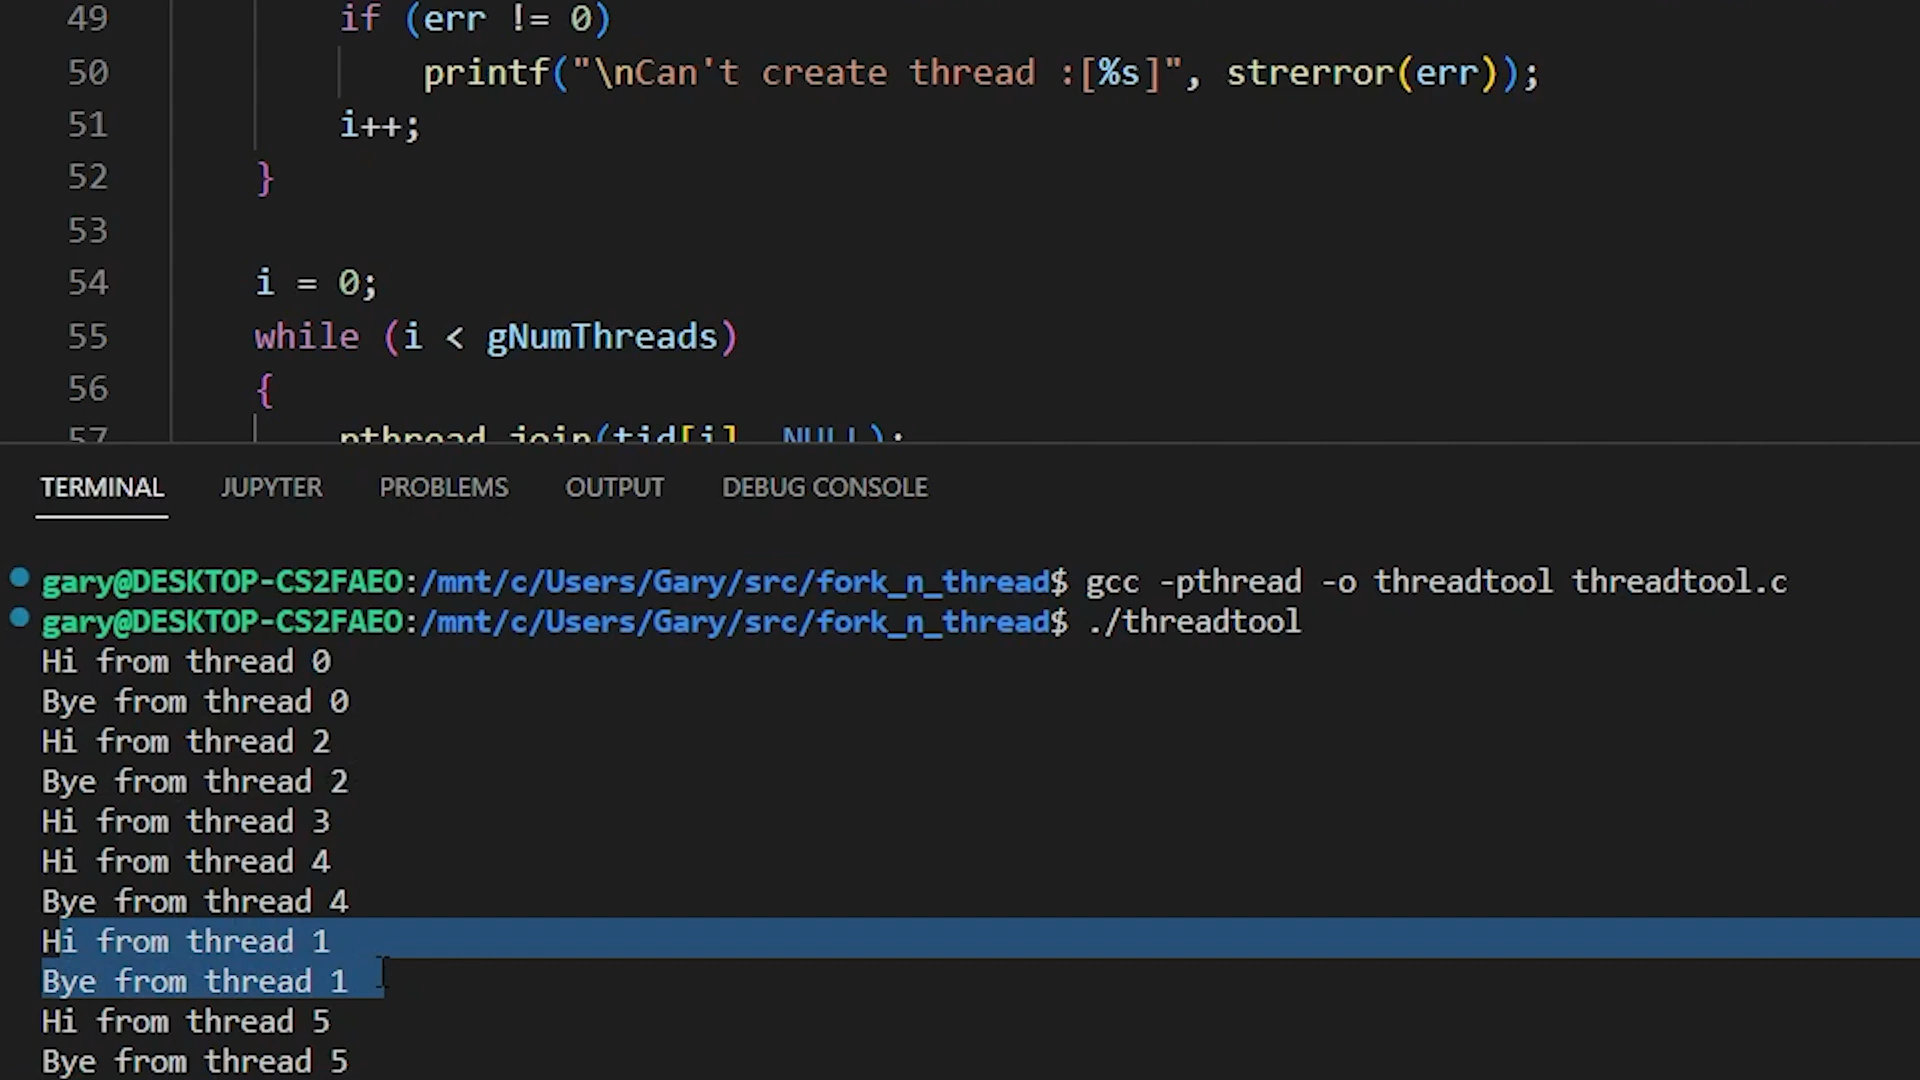 49 if (err != 0)
50 printf("\nCan't create thread :[%s]", strerror(err));
51 i++;
52 }
53
54 i = 0;
55 while (i < gNumThreads)
56 {
57 pthread_join(tid[i], NULL);
TERMINAL JUPYTER PROBLEMS OUTPUT DEBUG CONSOLE
gary@DESKTOP-CS2FAEO:/mnt/c/Users/Gary/src/fork_n_thread$ gcc -pthread -o threadtool threadtool.c
gary@DESKTOP-CS2FAEO:/mnt/c/Users/Gary/src/fork_n_thread$ ./threadtool
Hi from thread 0
Bye from thread 0
Hi from thread 2
Bye from thread 2
Hi from thread 3
Hi from thread 4
Bye from thread 4
Hi from thread 1
Bye from thread 1
Hi from thread 5
Bye from thread 5